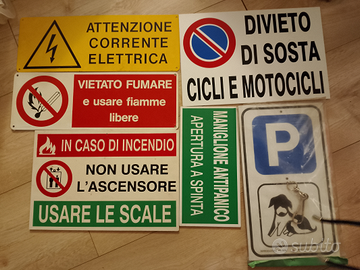 ATTENZIONE
CORRENTE
ELETTRICA
DIVIETO
DI SOSTA
CICLI E MOTOCICLI
VIETATO FUMARE
e usare fiamme
libere
IN CASO DI INCENDIO
NON USARE
L'ASCENSORE
USARE LE SCALE
MANIGLIONE ANTIPANICO
APERTURA A SPINTA
P
subito